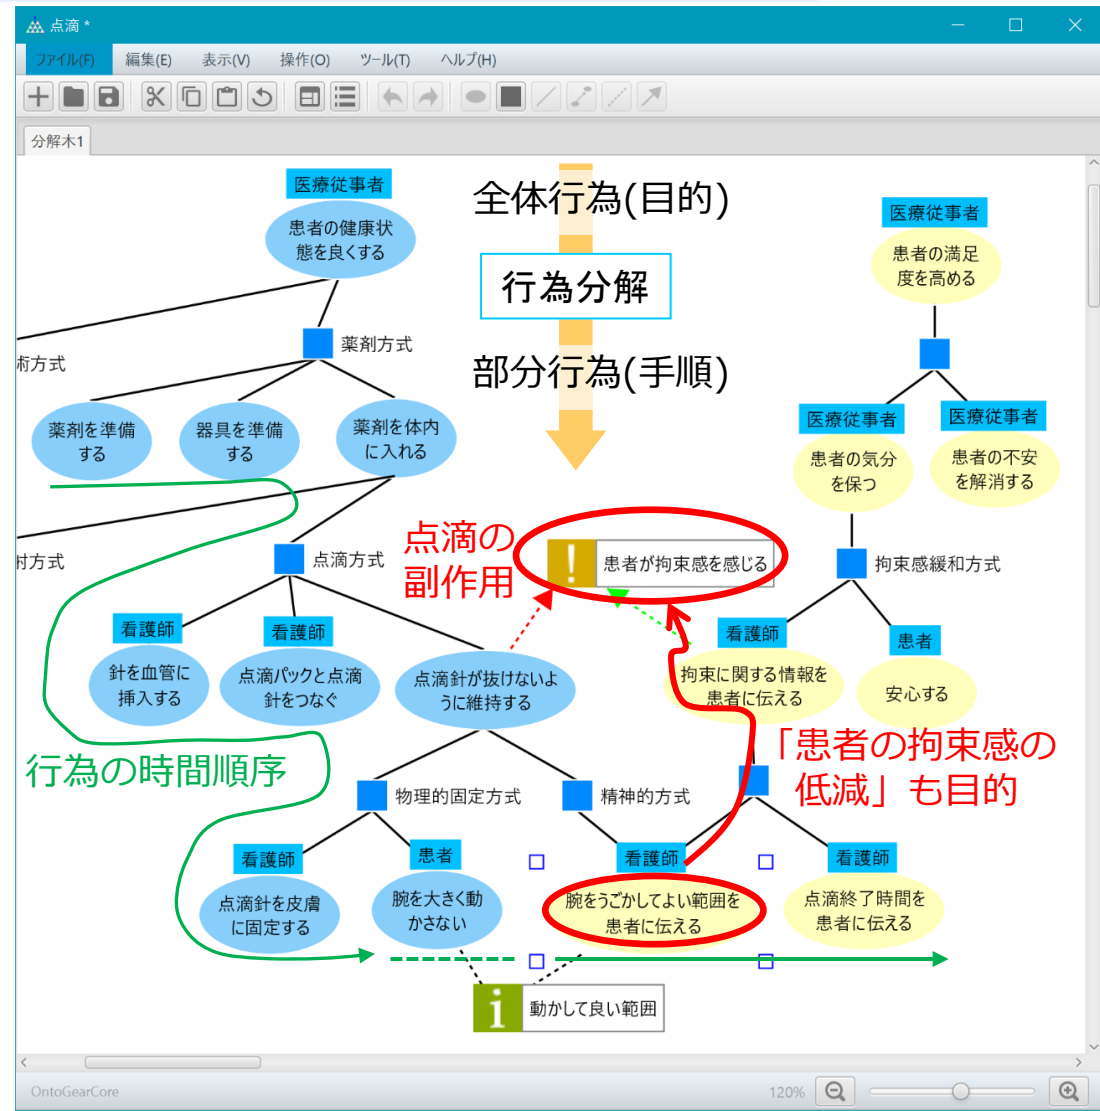 点滴 *
ファイル(F) 編集(E) 表示(V) 操作(O) ツール(T) ヘルプ(H)
分解木1
医療従事者
患者の健康状
態を良くする
全体行為(目的)
行為分解
部分行為(手順)
医療従事者
患者の満足
度を高める
術方式
薬剤方式
薬剤を準備
する
器具を準備
する
薬剤を体内
に入れる
医療従事者
患者の気分
を保つ
医療従事者
患者の不安
を解消する
射方式
点滴方式
点滴の
副作用
!
患者が拘束感を感じる
拘束感緩和方式
看護師
針を血管に
挿入する
看護師
点滴パックと点滴
針をつなぐ
点滴針が抜けないよ
うに維持する
看護師
拘束に関する情報を
患者に伝える
患者
安心する
行為の時間順序
「患者の拘束感の
低減」も目的
物理的固定方式
精神的方式
看護師
点滴針を皮膚
に固定する
患者
腕を大きく動
かさない
看護師
腕をうごかしてよい範囲を
患者に伝える
看護師
点滴終了時間を
患者に伝える
i
動かして良い範囲
OntoGearCore
120%